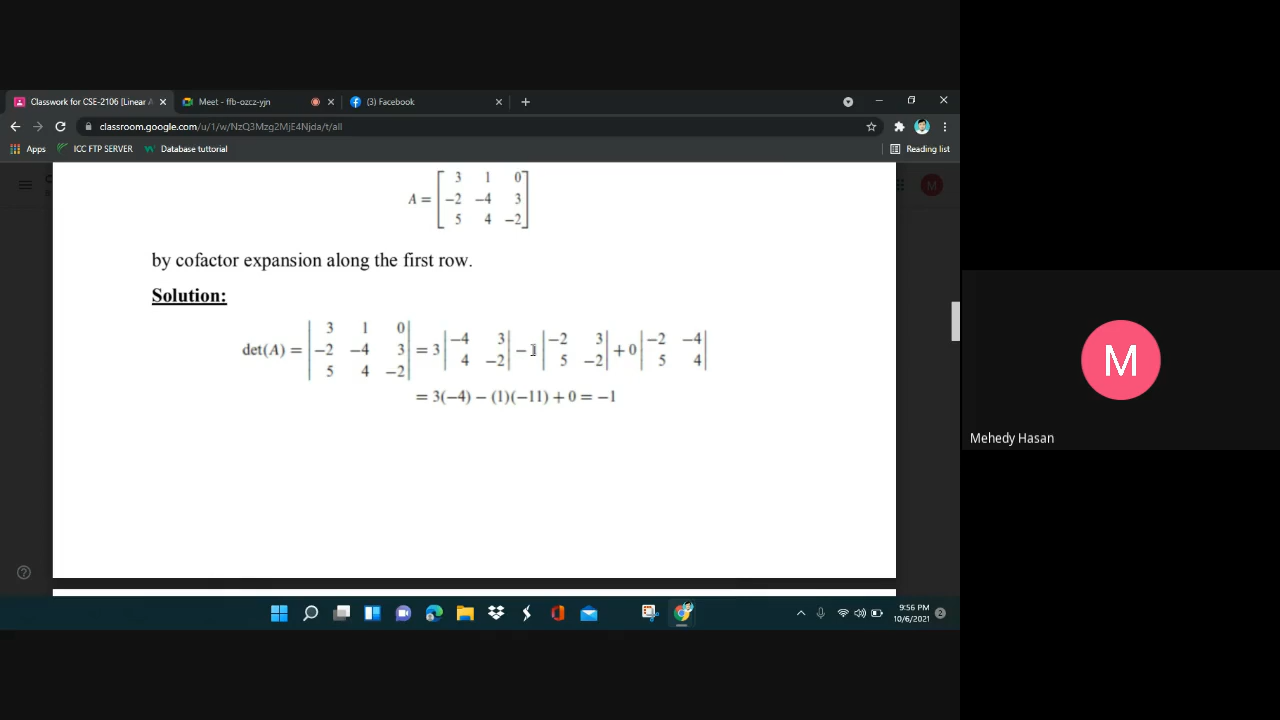 Classwork for CSE-2106 [Linear A
Meet - ffb-ozcz-yjn
(3) Facebook
classroom.google.com/u/1/w/NzQ3Mzg2MjE4Njda/t/all
Apps
ICC FTP SERVER
Database tuttorial
Reading list
3 1 0
A = −2 −4 3
5 4 −2
by cofactor expansion along the first row.
Solution:
3 1 0
det(A) = −2 −4 3 = 3 −4 3 − 1 −2 3 + 0 −2 −4
5 4 −2 4 −2 5 −2 5 4
= 3(−4) − (1)(−11) + 0 = −1
M
M
Mehedy Hasan
9:56 PM
10/6/2021
2